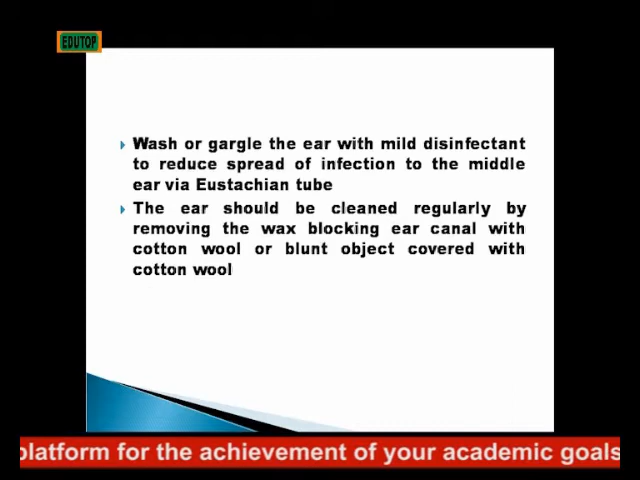 EDUTOP
Wash or gargle the ear with mild disinfectant
to reduce spread of infection to the middle
ear via Eustachian tube
The ear should be cleaned regularly by
removing the wax blocking ear canal with
cotton wool or blunt object covered with
cotton wool
platform for the achievement of your academic goals